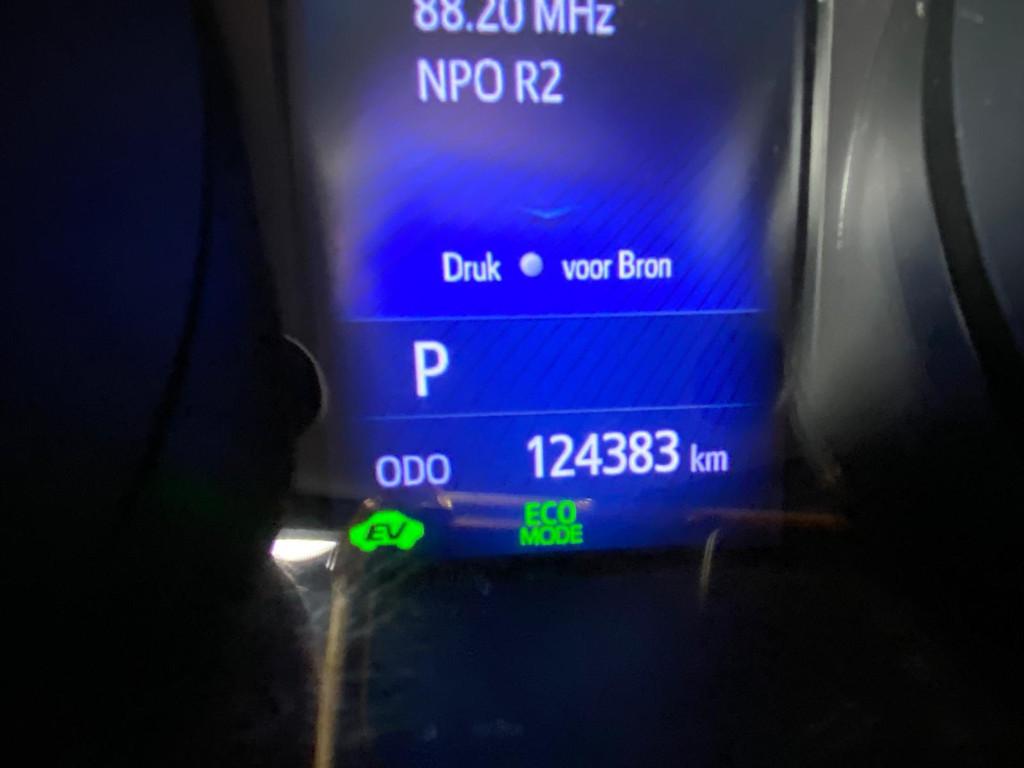 88.20 MHz
NPO R2
Druk voor Bron
P
ODO 124383 km
EV ECO
MODE